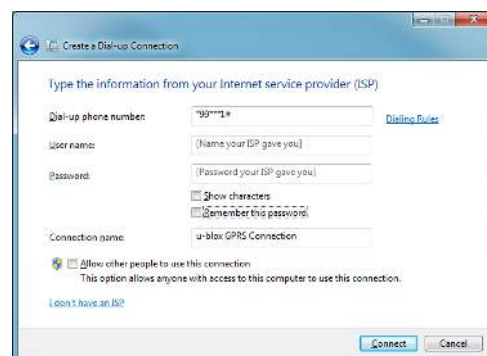 Create a Dial-up Connection
Type the information from your Internet service provider (ISP)
Dial-up phone number: *99***1# Dialing Rules
User name: [Name your ISP gave you]
Password: [Password your ISP gave you]
Show characters
Remember this password
Connection name: u-blox GPRS Connection
Allow other people to use this connection
This option allows anyone with access to this computer to use this connection.
I don't have an ISP
Connect Cancel